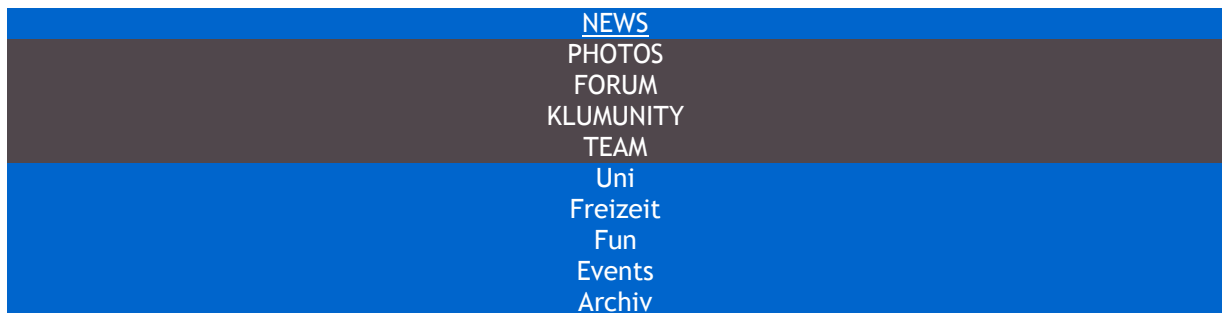 NEWS
PHOTOS
FORUM
KLUMUNITY
TEAM
Uni
Freizeit
Fun
Events
Archiv